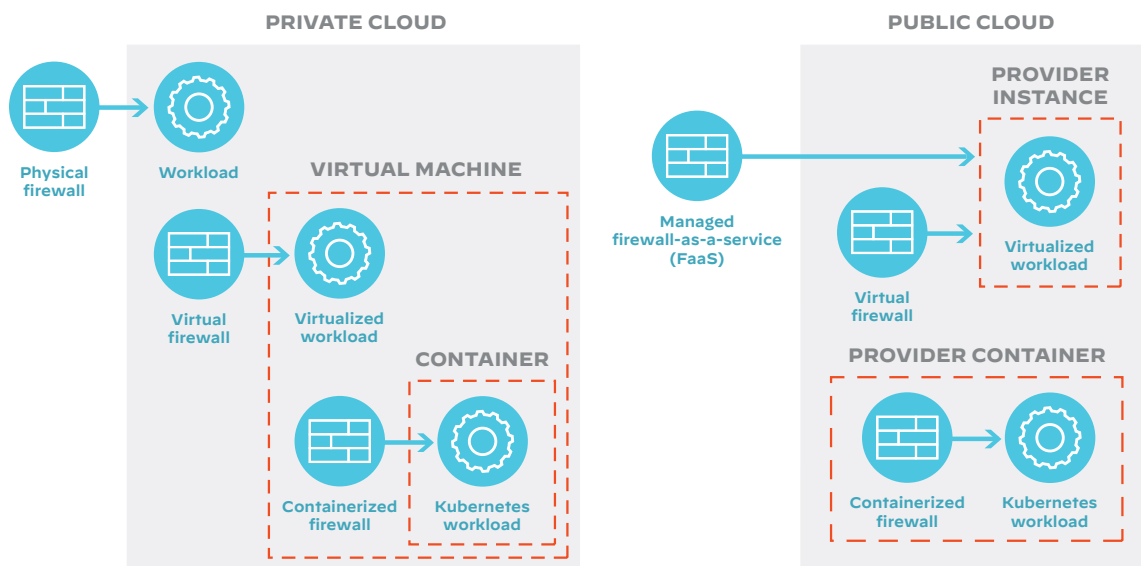 PRIVATE CLOUD
Physical
firewall
Workload
VIRTUAL MACHINE
Virtual
firewall
Virtualized
workload
CONTAINER
Containerized
firewall
Kubernetes
workload
PUBLIC CLOUD
PROVIDER
INSTANCE
Managed
firewall-as-a-service
(FaaS)
Virtualized
workload
Virtual
firewall
PROVIDER CONTAINER
Containerized
firewall
Kubernetes
workload